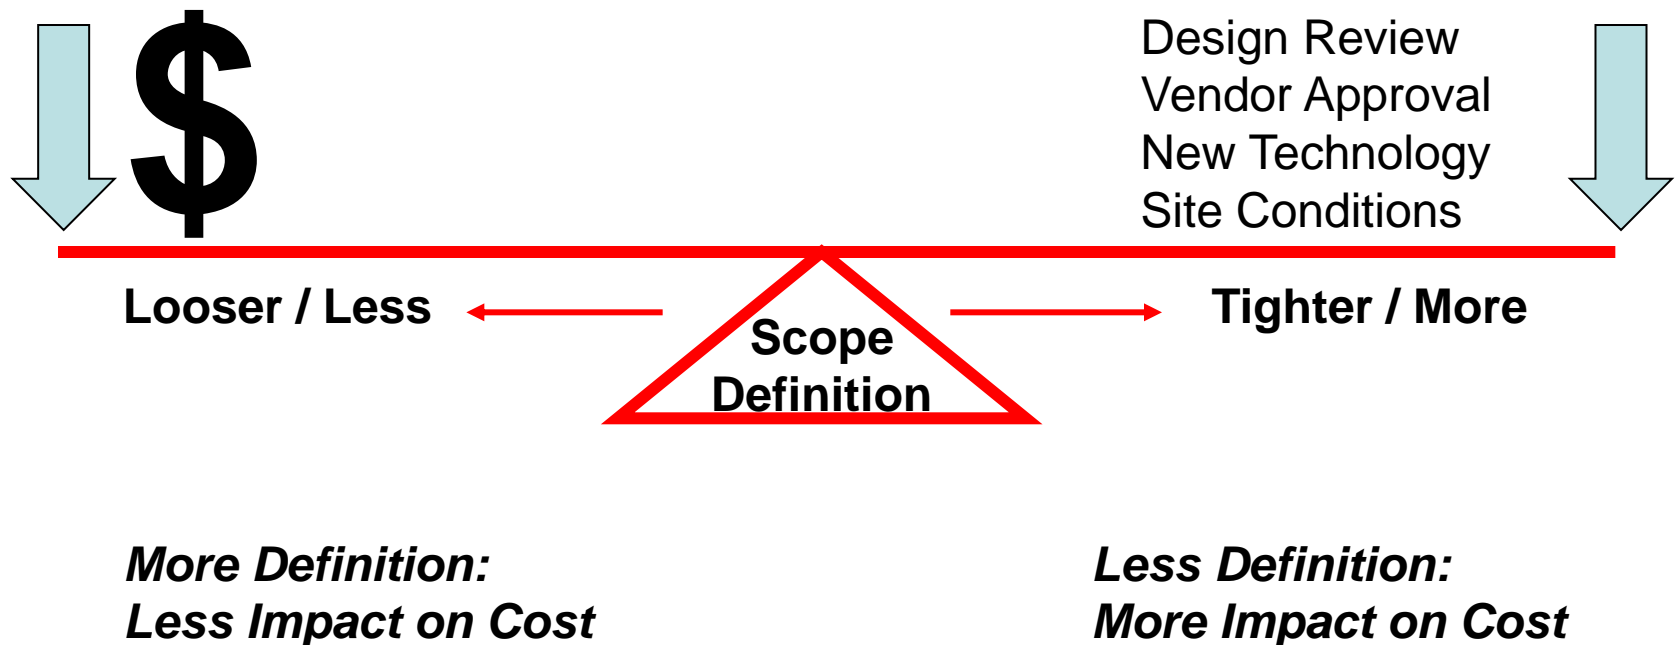 $
Design Review
Vendor Approval
New Technology
Site Conditions
Looser / Less
Tighter / More
Scope
Definition
More Definition:
Less Impact on Cost
Less Definition:
More Impact on Cost